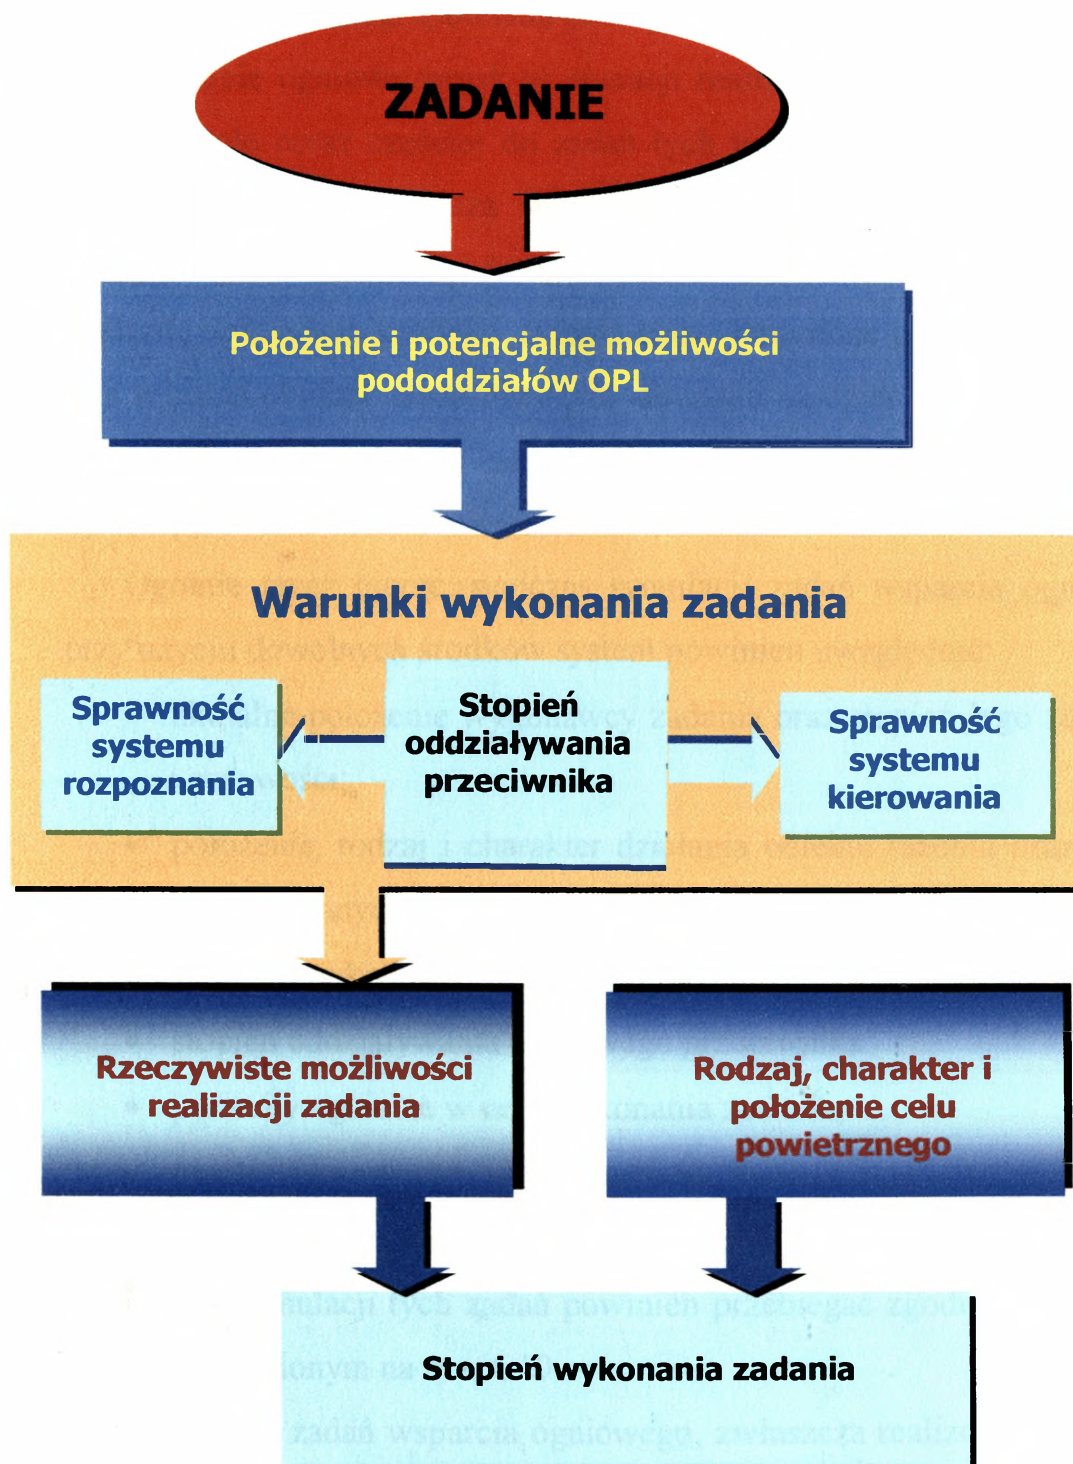 ZADANIE
Położenie i potencjalne możliwości
pododdziałów OPL
Warunki wykonania zadania
Sprawność
systemu
rozpoznania
Stopień
oddziaływania
przeciwnika
Sprawność
systemu
kierowania
Rzeczywiste możliwości
realizacji zadania
Rodzaj, charakter i
położenie celu
powietrznego
Stopień wykonania zadania